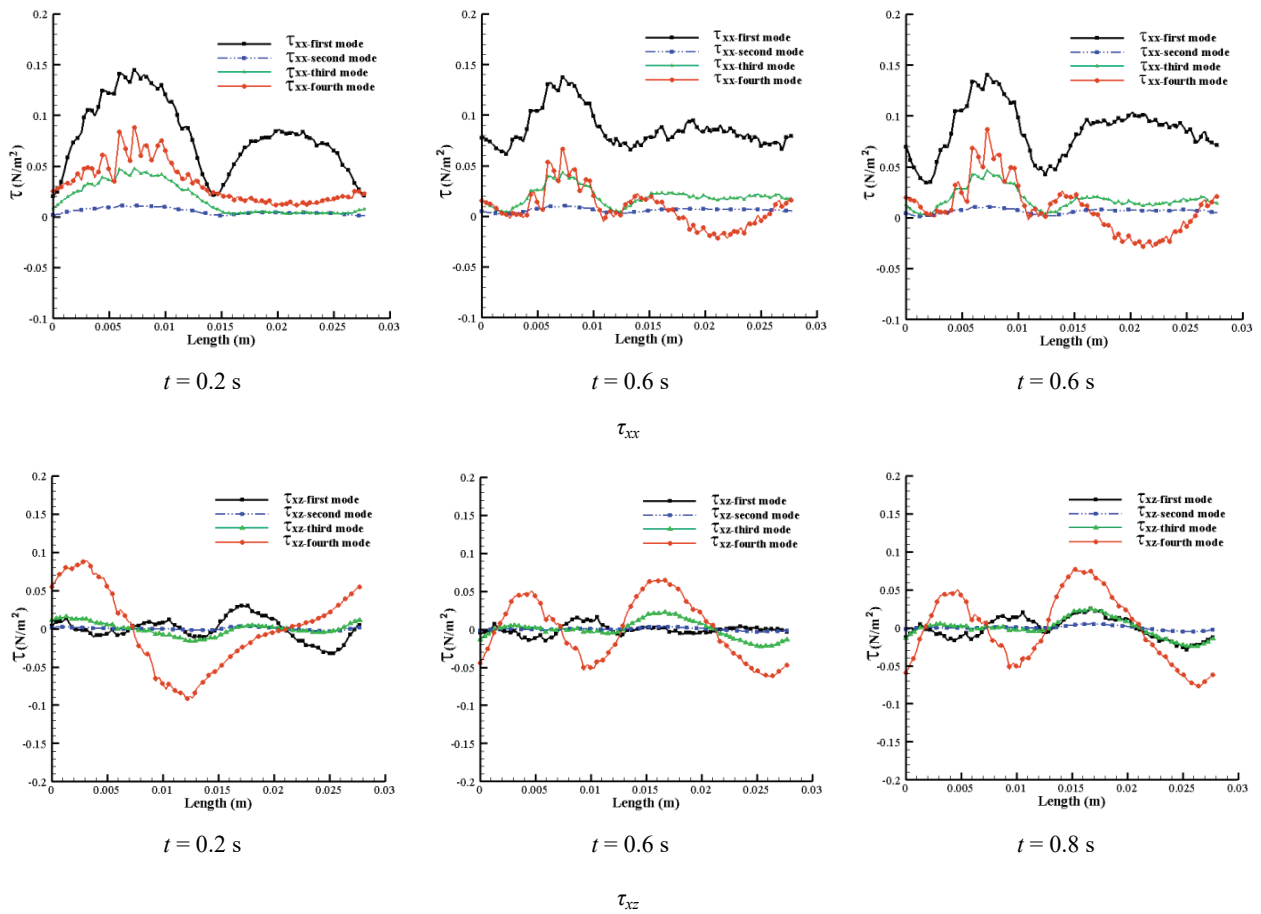 0.2
0.15
0.1
0.05
0
-0.05
-0.1
τ (N/m²)
τxx-first mode
τxx-second mode
τxx-third mode
τxx-fourth mode
0 0.005 0.01 0.015 0.02 0.025 0.03
Length (m)
t = 0.2 s
0.2
0.15
0.1
0.05
0
-0.05
-0.1
τ (N/m²)
τxx-first mode
τxx-second mode
τxx-third mode
τxx-fourth mode
0 0.005 0.01 0.015 0.02 0.025 0.03
Length (m)
t = 0.6 s
0.2
0.15
0.1
0.05
0
-0.05
-0.1
τ (N/m²)
τxx-first mode
τxx-second mode
τxx-third mode
τxx-fourth mode
0 0.005 0.01 0.015 0.02 0.025 0.03
Length (m)
t = 0.6 s
τxx
0.2
0.15
0.1
0.05
0
-0.05
-0.1
-0.15
-0.2
τ (N/m²)
τxz-first mode
τxz-second mode
τxz-third mode
τxz-fourth mode
0 0.005 0.01 0.015 0.02 0.025 0.03
Length (m)
t = 0.2 s
0.2
0.15
0.1
0.05
0
-0.05
-0.1
-0.15
-0.2
τ (N/m²)
τxz-first mode
τxz-second mode
τxz-third mode
τxz-fourth mode
0 0.005 0.01 0.015 0.02 0.025 0.03
Length (m)
t = 0.6 s
0.2
0.15
0.1
0.05
0
-0.05
-0.1
-0.15
-0.2
τ (N/m²)
τxz-first mode
τxz-second mode
τxz-third mode
τxz-fourth mode
0 0.005 0.01 0.015 0.02 0.025 0.03
Length (m)
t = 0.8 s
τxz